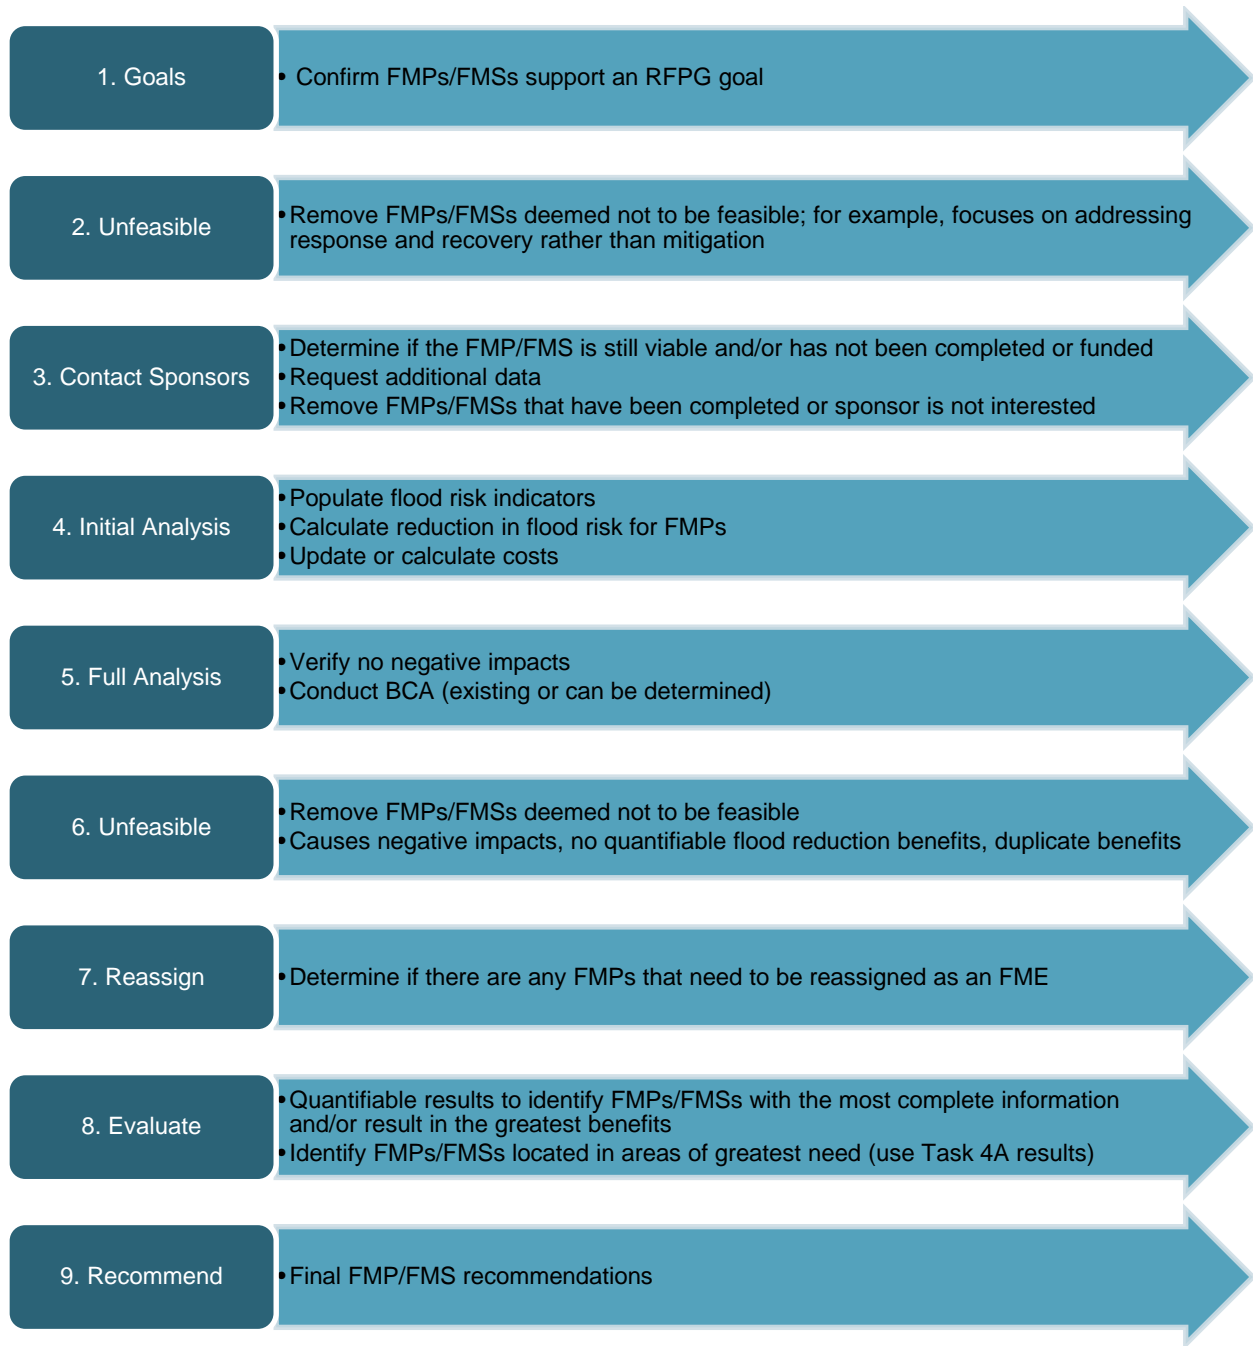 1. Goals
• Confirm FMPs/FMSs support an RFPG goal
2. Unfeasible
• Remove FMPs/FMSs deemed not to be feasible; for example, focuses on addressing
response and recovery rather than mitigation
3. Contact Sponsors
• Determine if the FMP/FMS is still viable and/or has not been completed or funded
• Request additional data
• Remove FMPs/FMSs that have been completed or sponsor is not interested
4. Initial Analysis
• Populate flood risk indicators
• Calculate reduction in flood risk for FMPs
• Update or calculate costs
5. Full Analysis
• Verify no negative impacts
• Conduct BCA (existing or can be determined)
6. Unfeasible
• Remove FMPs/FMSs deemed not to be feasible
• Causes negative impacts, no quantifiable flood reduction benefits, duplicate benefits
7. Reassign
• Determine if there are any FMPs that need to be reassigned as an FME
8. Evaluate
• Quantifiable results to identify FMPs/FMSs with the most complete information
and/or result in the greatest benefits
• Identify FMPs/FMSs located in areas of greatest need (use Task 4A results)
9. Recommend
• Final FMP/FMS recommendations